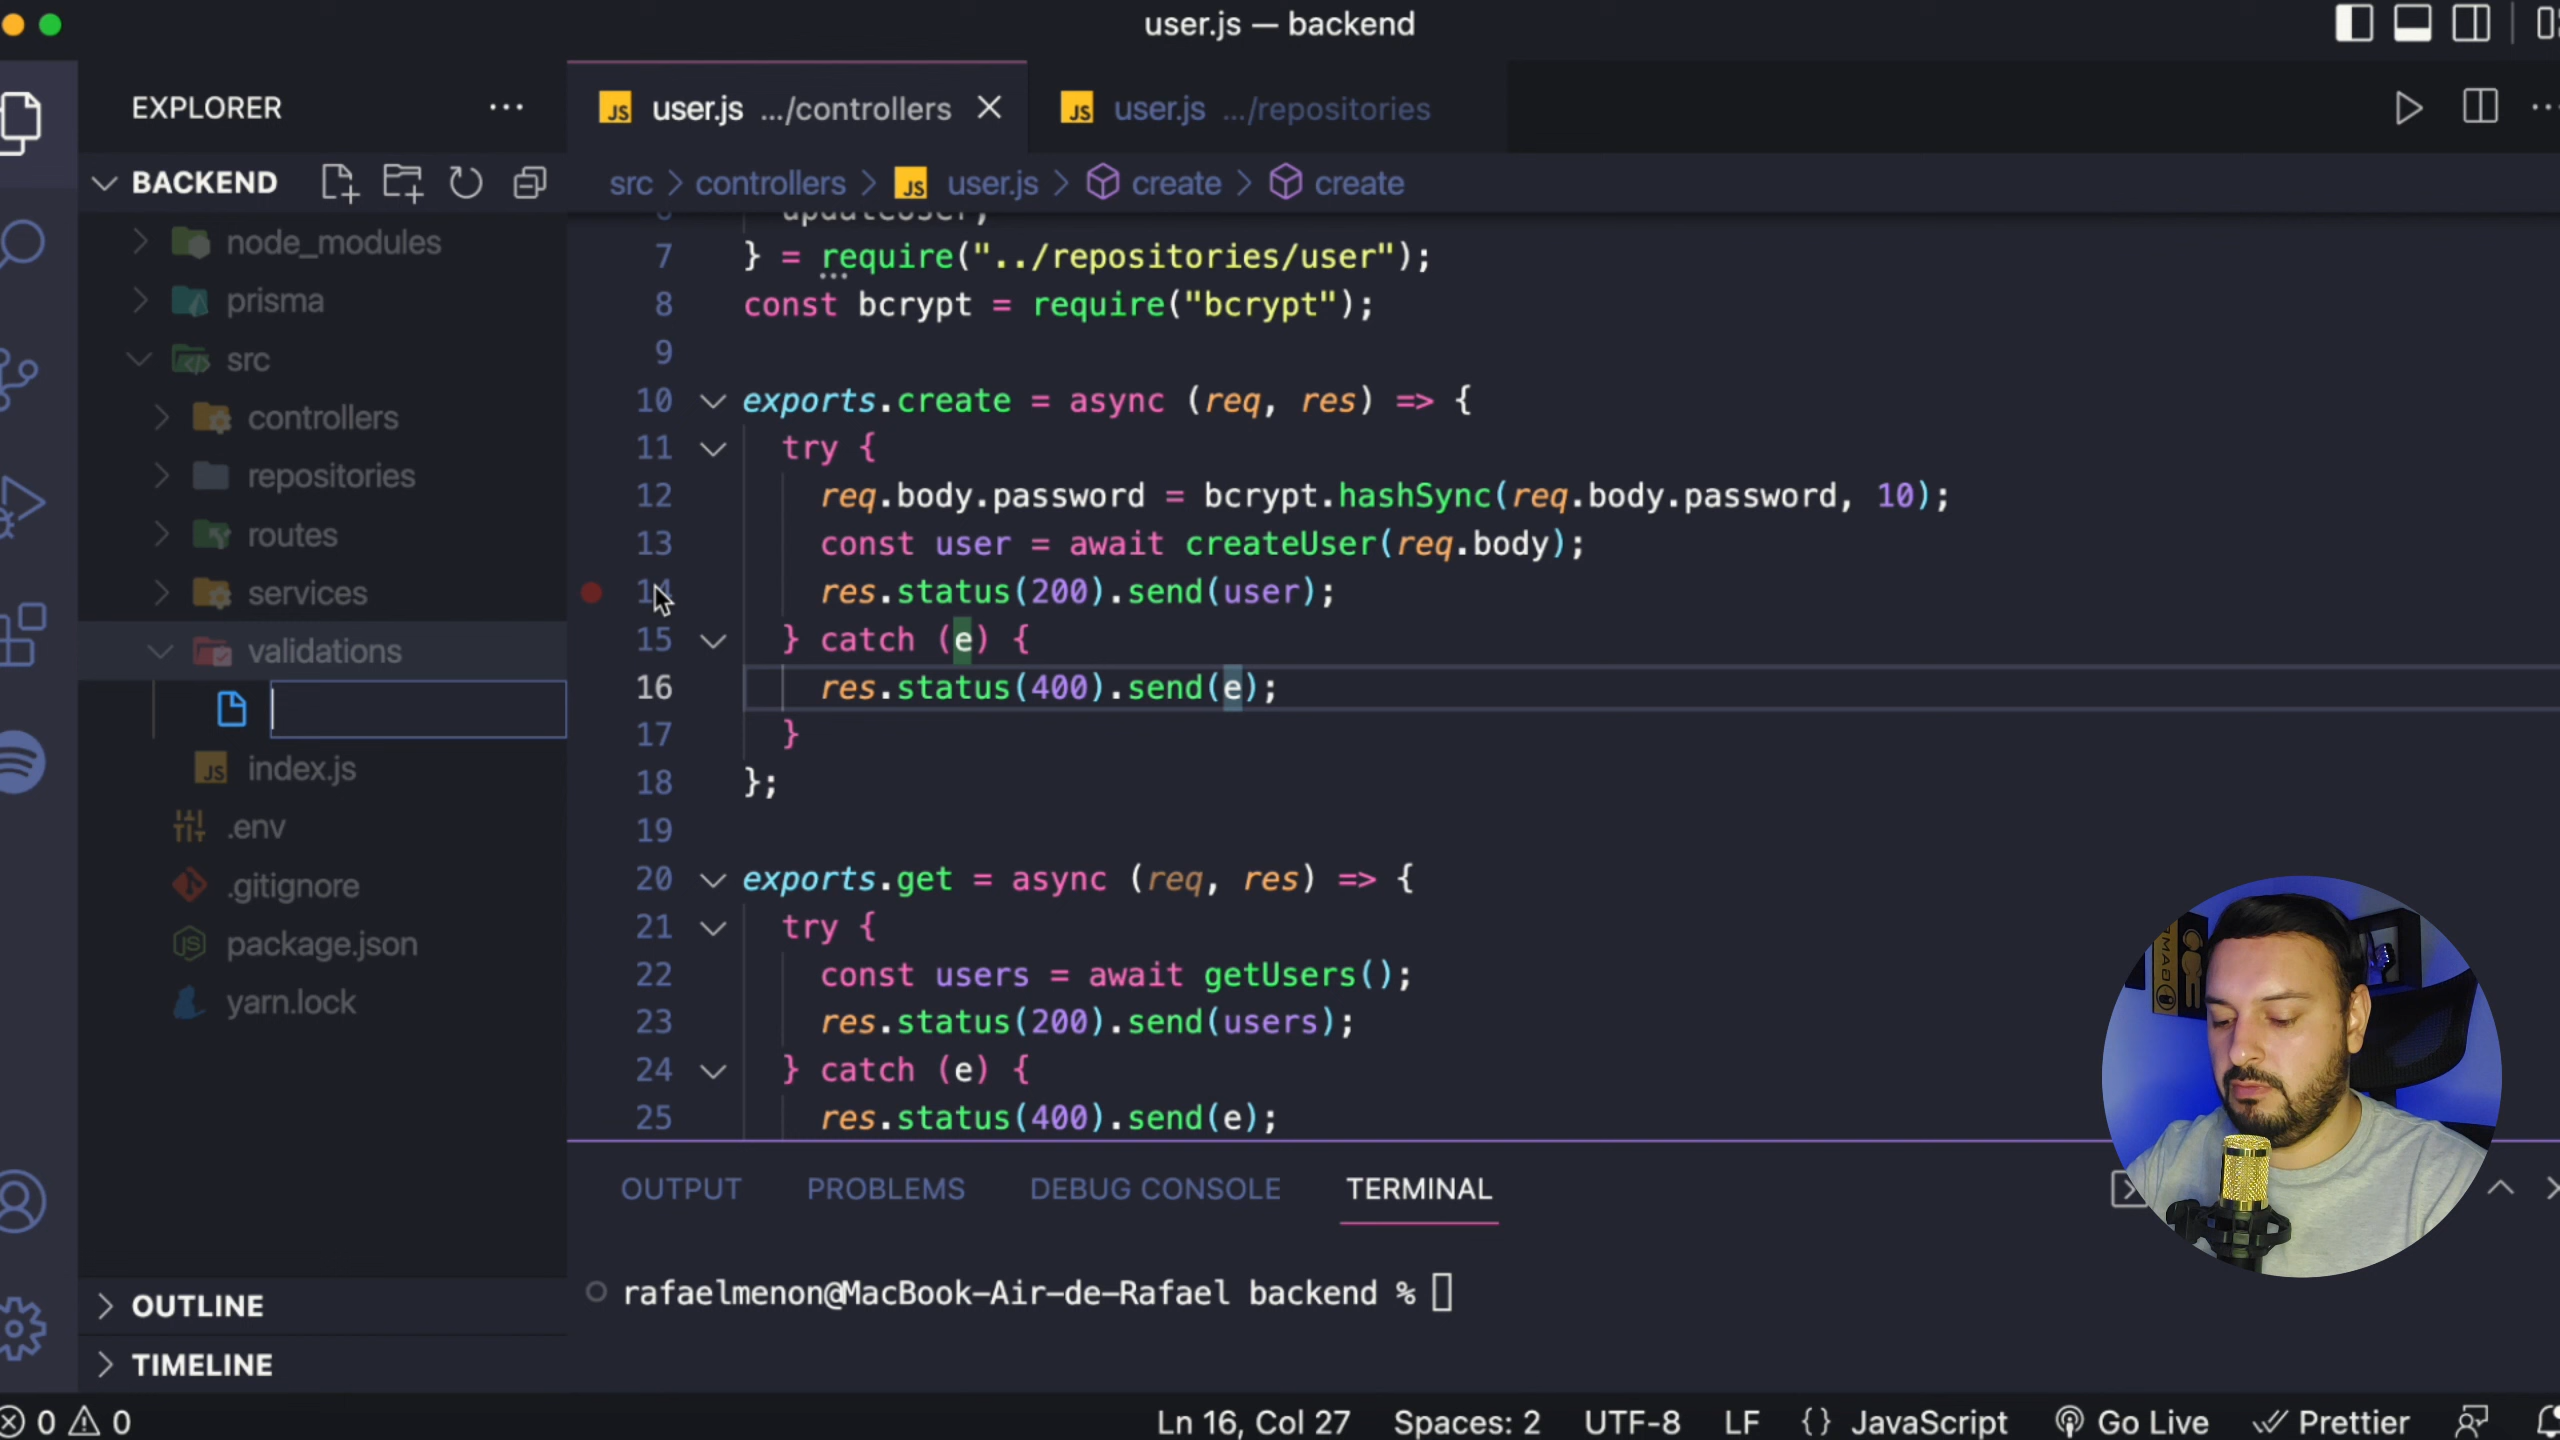 user.js — backend
EXPLORER
user.js .../controllers
user.js .../repositories
BACKEND
src > controllers > JS user.js > create > create
node_modules
prisma
src
controllers
repositories
routes
services
validations
index.js
.env
.gitignore
package.json
yarn.lock
OUTLINE
TIMELINE
6 updateUser,
7 } = require("../repositories/user");
8 const bcrypt = require("bcrypt");
9
10 exports.create = async (req, res) => {
11 try {
12 req.body.password = bcrypt.hashSync(req.body.password, 10);
13 const user = await createUser(req.body);
14 res.status(200).send(user);
15 } catch (e) {
16 res.status(400).send(e);
17 }
18 };
19
20 exports.get = async (req, res) => {
21 try {
22 const users = await getUsers();
23 res.status(200).send(users);
24 } catch (e) {
25 res.status(400).send(e);
OUTPUT PROBLEMS DEBUG CONSOLE TERMINAL
rafaelmenon@MacBook-Air-de-Rafael backend %
0 0 Ln 16, Col 27 Spaces: 2 UTF-8 LF {} JavaScript Go Live Prettier